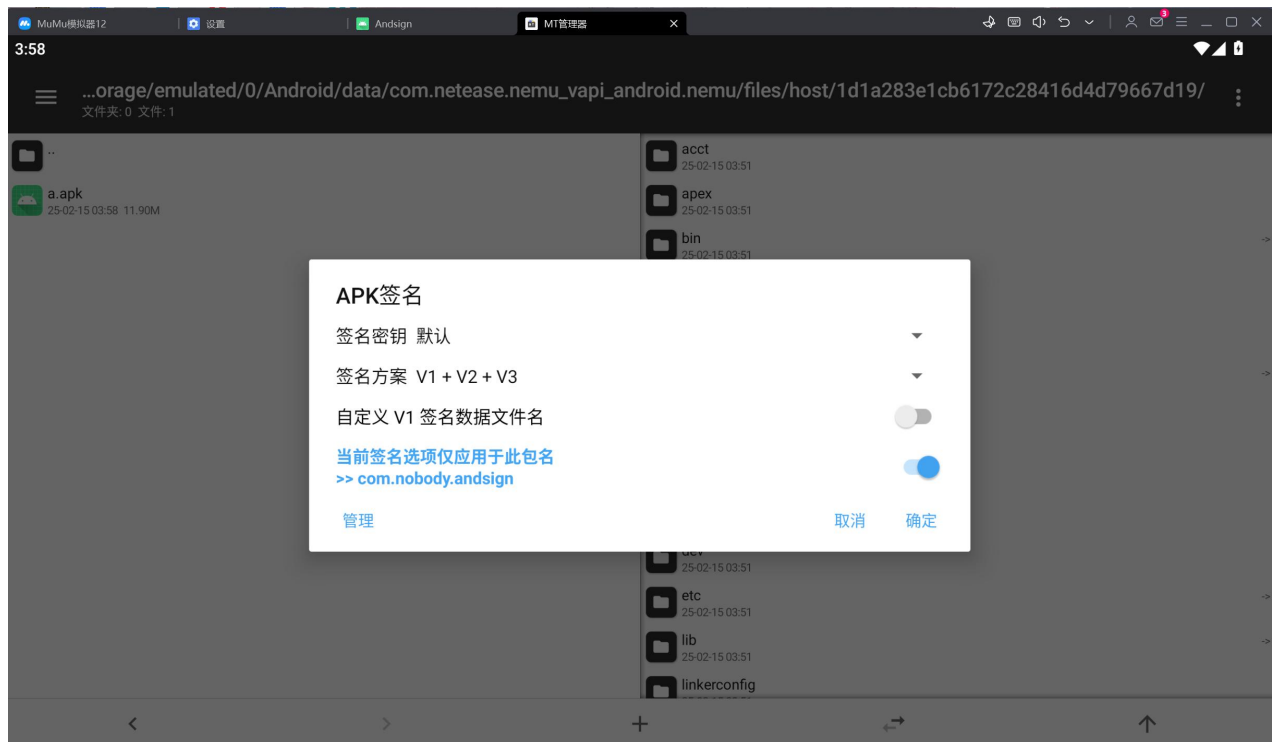 MuMu模拟器12
设置
Andsign
MT管理器
3
3:58
...orage/emulated/0/Android/data/com.netease.nemu_vapi_android.nemu/files/host/1d1a283e1cb6172c28416d4d79667d19/
文件夹: 0 文件: 1
..
a.apk
25-02-15 03:58 11.90M
acct
25-02-15 03:51
apex
25-02-15 03:51
bin
25-02-15 03:51
APK签名
签名密钥 默认
签名方案 V1 + V2 + V3
自定义 V1 签名数据文件名
当前签名选项仅应用于此包名
>> com.nobody.andsign
管理
取消
确定
dev
25-02-15 03:51
etc
25-02-15 03:51
lib
25-02-15 03:51
linkerconfig